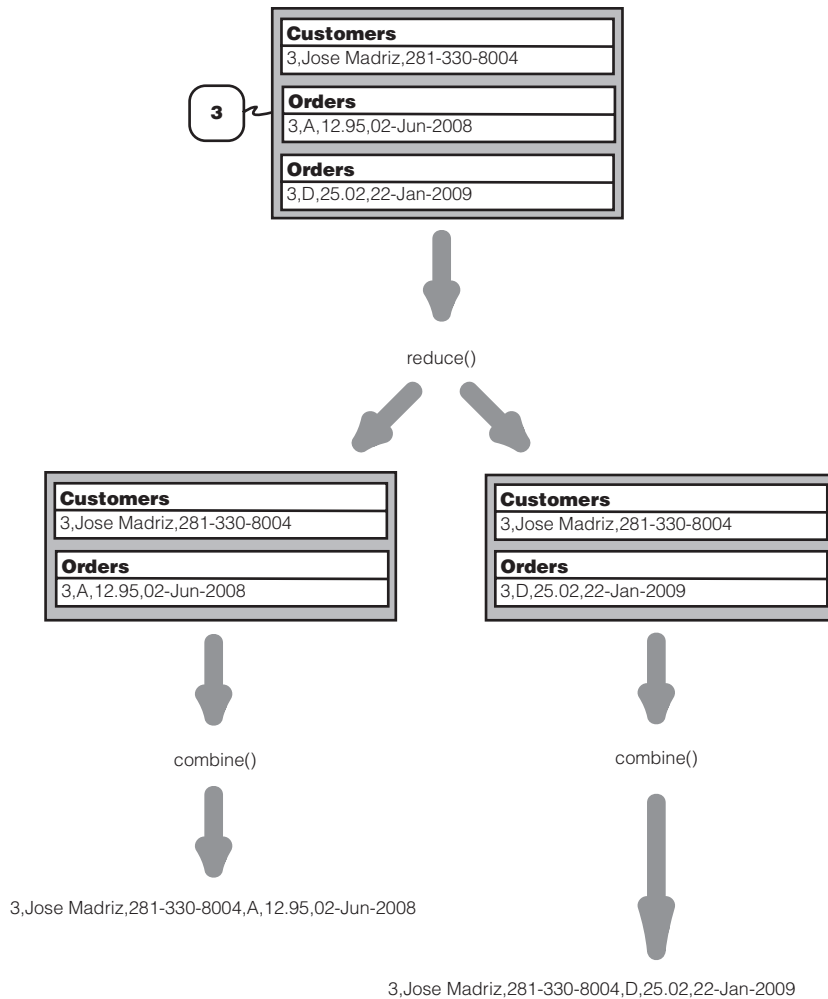 Customers
3,Jose Madriz,281-330-8004
3
Orders
3,A,12.95,02-Jun-2008
Orders
3,D,25.02,22-Jan-2009
reduce()
Customers
3,Jose Madriz,281-330-8004
Orders
3,A,12.95,02-Jun-2008
Customers
3,Jose Madriz,281-330-8004
Orders
3,D,25.02,22-Jan-2009
combine()
combine()
3,Jose Madriz,281-330-8004,A,12.95,02-Jun-2008
3,Jose Madriz,281-330-8004,D,25.02,22-Jan-2009